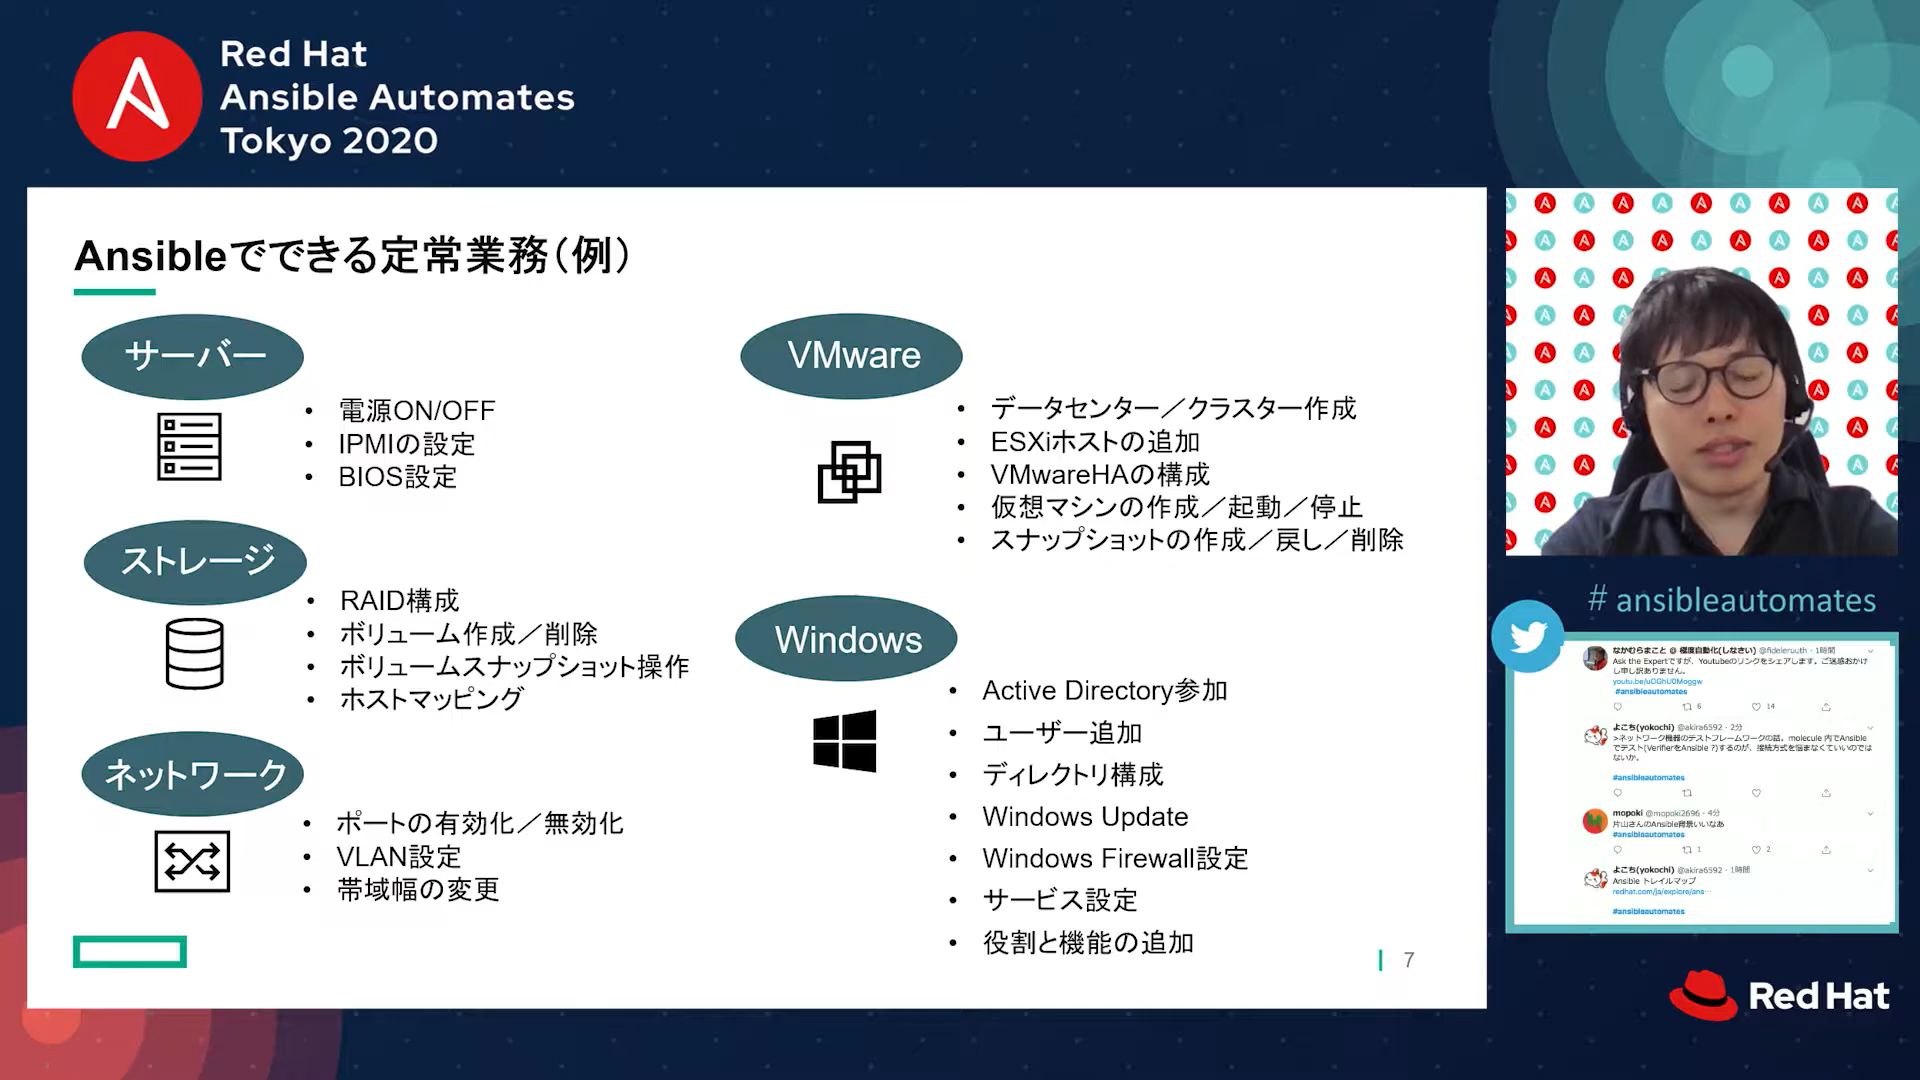 Red Hat
Ansible Automates
Tokyo 2020
Ansibleでできる定常業務(例)
サーバー
• 電源ON/OFF
• IPMIの設定
• BIOS設定
ストレージ
• RAID構成
• ボリューム作成／削除
• ボリュームスナップショット操作
• ホストマッピング
ネットワーク
• ポートの有効化／無効化
• VLAN設定
• 帯域幅の変更
VMware
• データセンター／クラスター作成
• ESXiホストの追加
• VMwareHAの構成
• 仮想マシンの作成／起動／停止
• スナップショットの作成／戻し／削除
Windows
• Active Directory参加
• ユーザー追加
• ディレクトリ構成
• Windows Update
• Windows Firewall設定
• サービス設定
• 役割と機能の追加
7
# ansibleautomates
なかむらまこと @ 極度自動化(しなさい) @fideleruuth · 1時間
Ask the Expertですが、Youtubeのリンクをシェアします。ご迷惑おかけ
し申し訳ありません。
youtu.be/uOGhU0Moggw
#ansibleautomates
6 14
よこち(yokochi) @akira6592 · 2分
>ネットワーク機器のテストフレームワークの話。molecule 内でAnsible
でテスト(VerifierをAnsible ?)するのが、接続方式を悩まなくていいのでは
ないか。
#ansibleautomates
mopoki @mopoki2696 · 4分
片山さんのAnsible背景いいなあ
#ansibleautomates
1 2
よこち(yokochi) @akira6592 · 1時間
Ansible トレイルマップ
redhat.com/ja/explore/ans…
#ansibleautomates
Red Hat